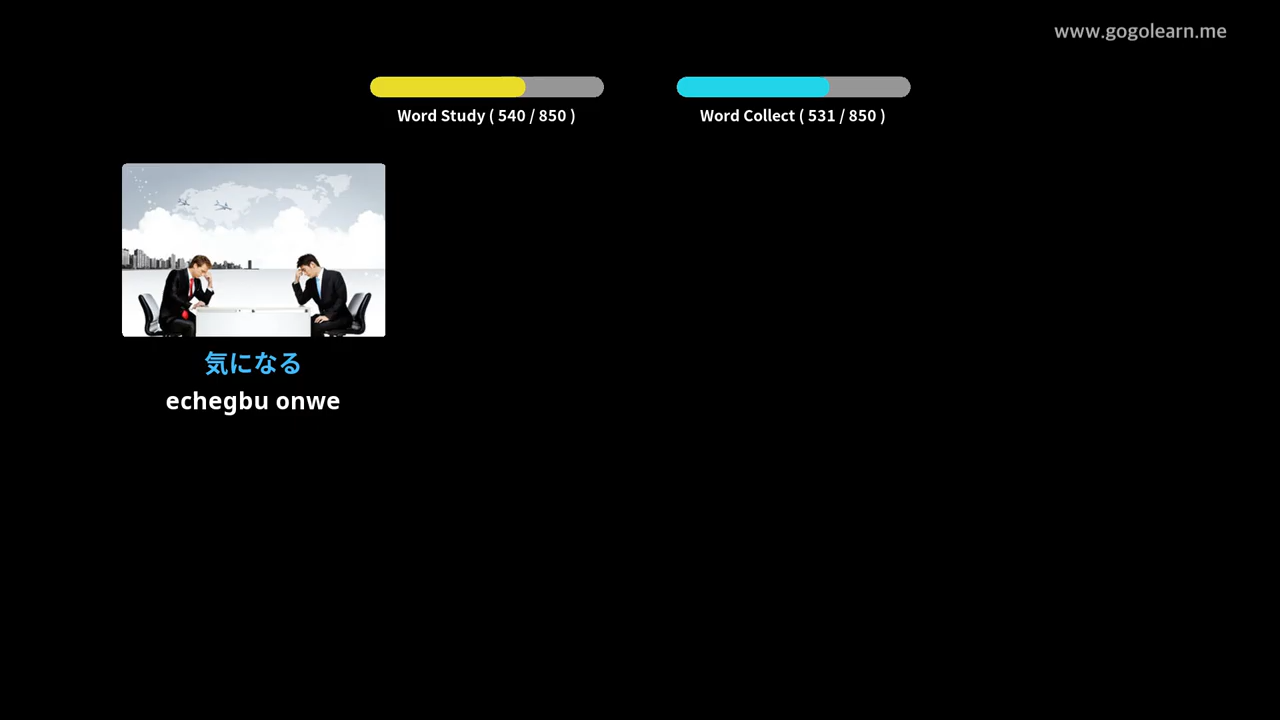 www.gogolearn.me
Word Study ( 540 / 850 )
Word Collect ( 531 / 850 )
気になる
echegbu onwe